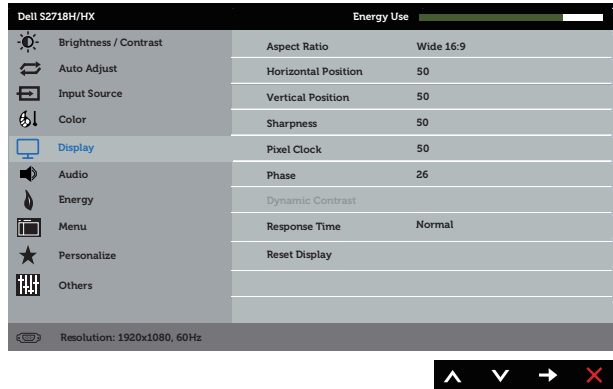 Dell S2718H/HX Energy Use
Brightness / Contrast
Auto Adjust
Input Source
Color
Display
Audio
Energy
Menu
Personalize
Others
Aspect Ratio Wide 16:9
Horizontal Position 50
Vertical Position 50
Sharpness 50
Pixel Clock 50
Phase 26
Dynamic Contrast
Response Time Normal
Reset Display
Resolution: 1920x1080, 60Hz